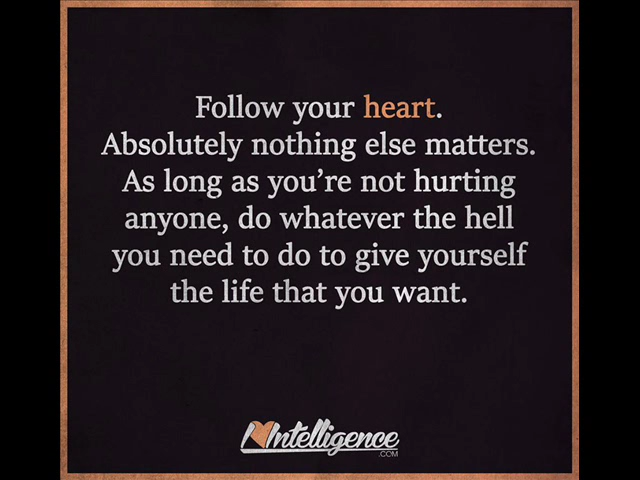 Follow your heart.
Absolutely nothing else matters.
As long as you’re not hurting
anyone, do whatever the hell
you need to do to give yourself
the life that you want.
Intelligence
.COM